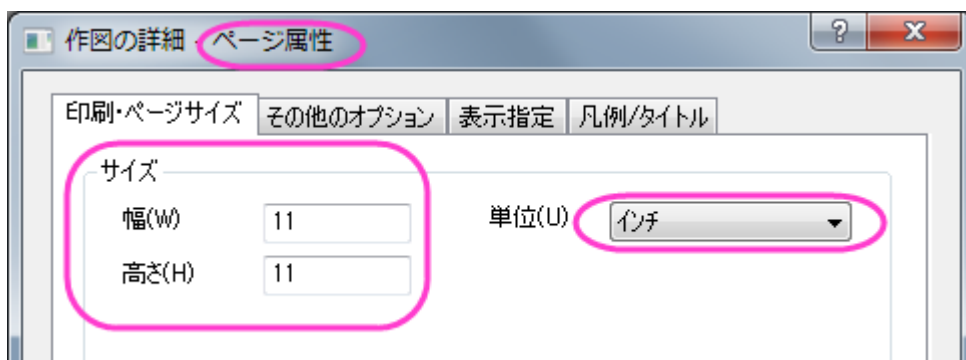 作図の詳細 - ページ属性
印刷・ページサイズ その他のオプション 表示指定 凡例/タイトル
サイズ
幅(W) 11 単位(U) インチ
高さ(H) 11